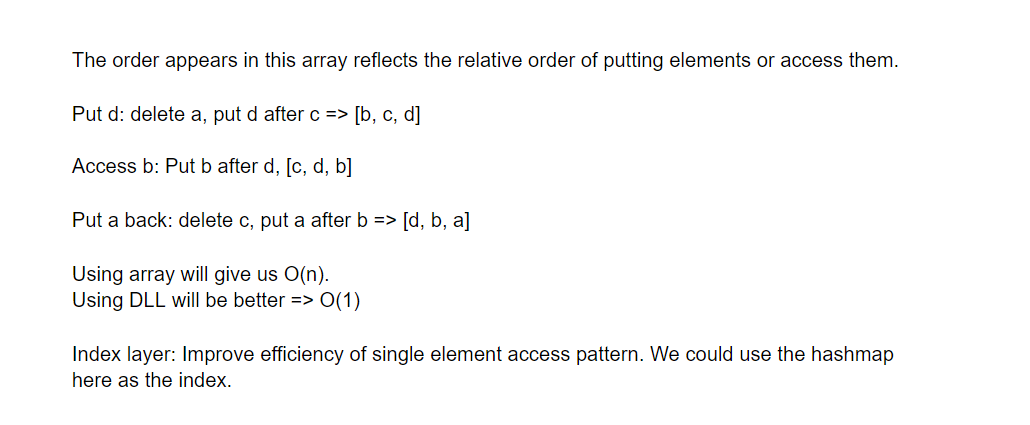 The order appears in this array reflects the relative order of putting elements or access them.
Put d: delete a, put d after c => [b, c, d]
Access b: Put b after d, [c, d, b]
Put a back: delete c, put a after b => [d, b, a]
Using array will give us O(n).
Using DLL will be better => O(1)
Index layer: Improve efficiency of single element access pattern. We could use the hashmap
here as the index.